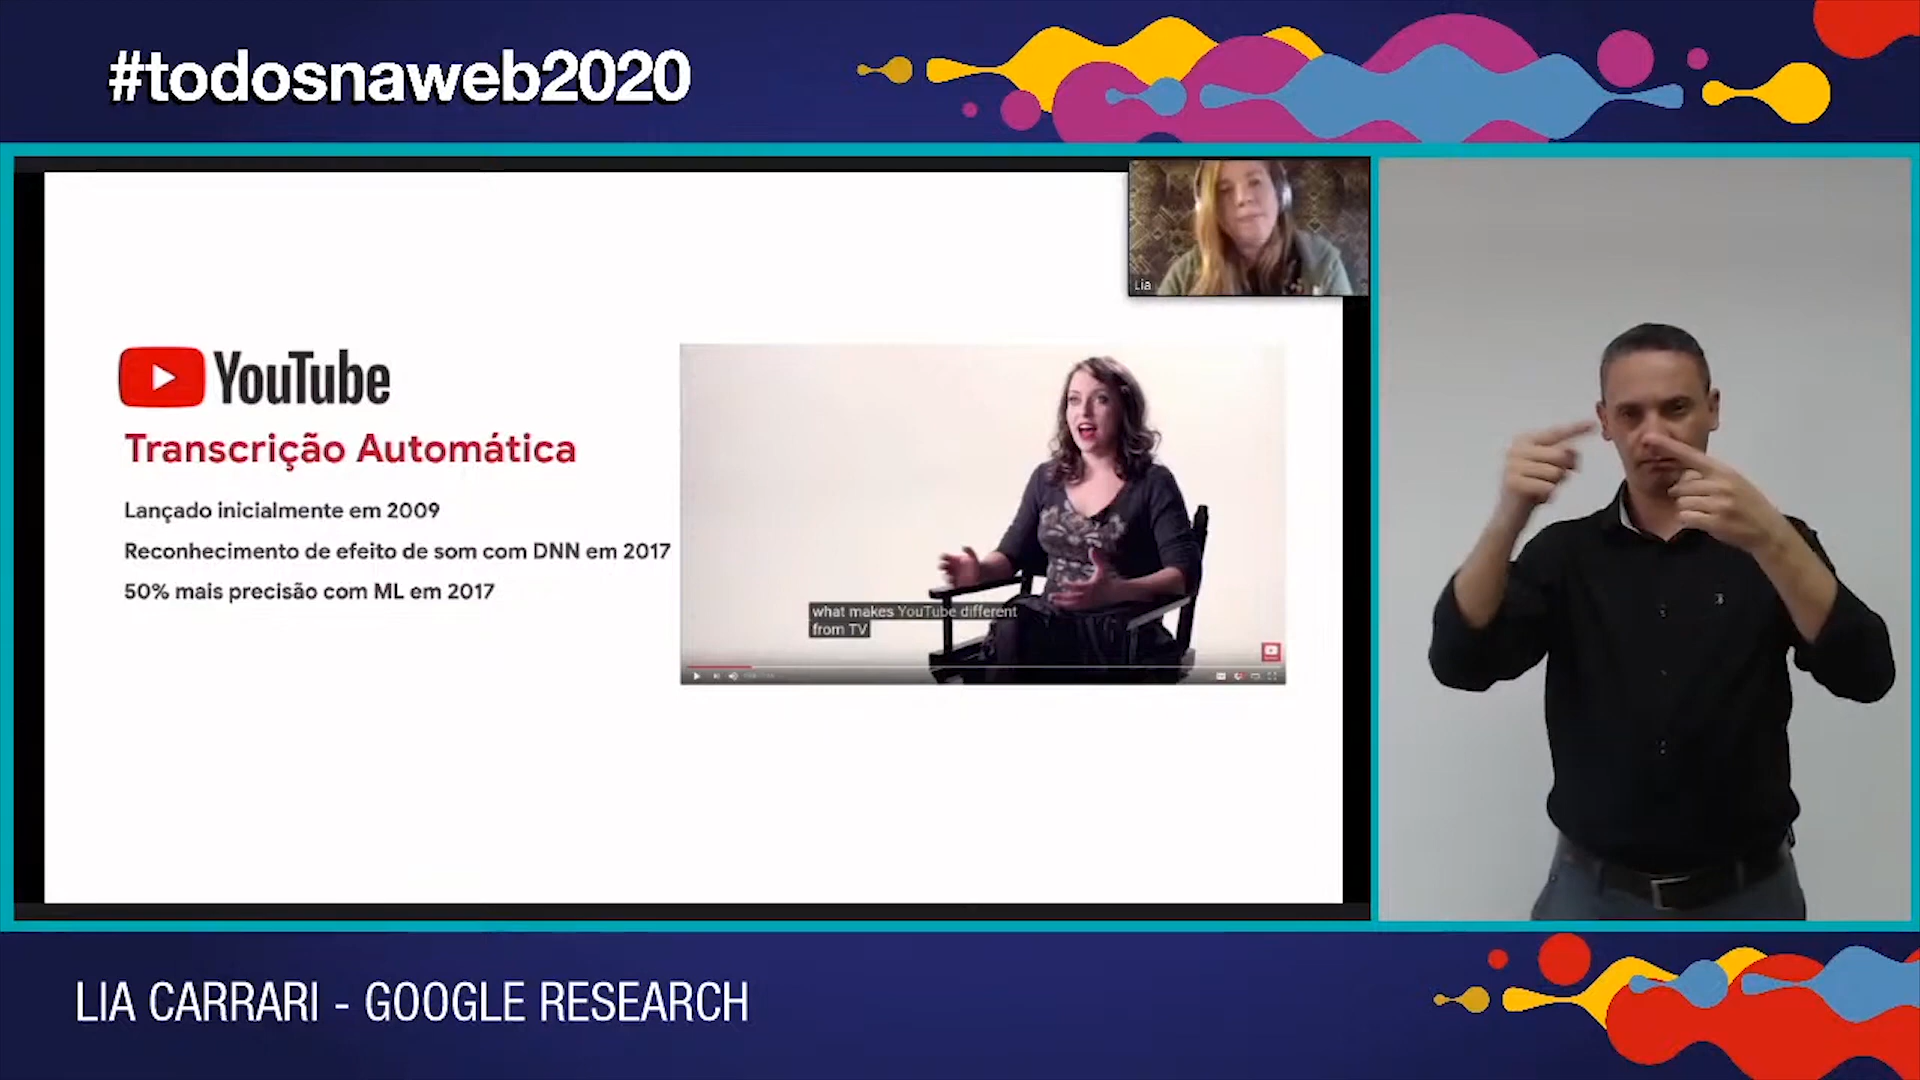 #todosnaweb2020
Lia
YouTube
Transcrição Automática
Lançado inicialmente em 2009
Reconhecimento de efeito de som com DNN em 2017
50% mais precisão com ML em 2017
what makes YouTube different
from TV
LIA CARRARI - GOOGLE RESEARCH